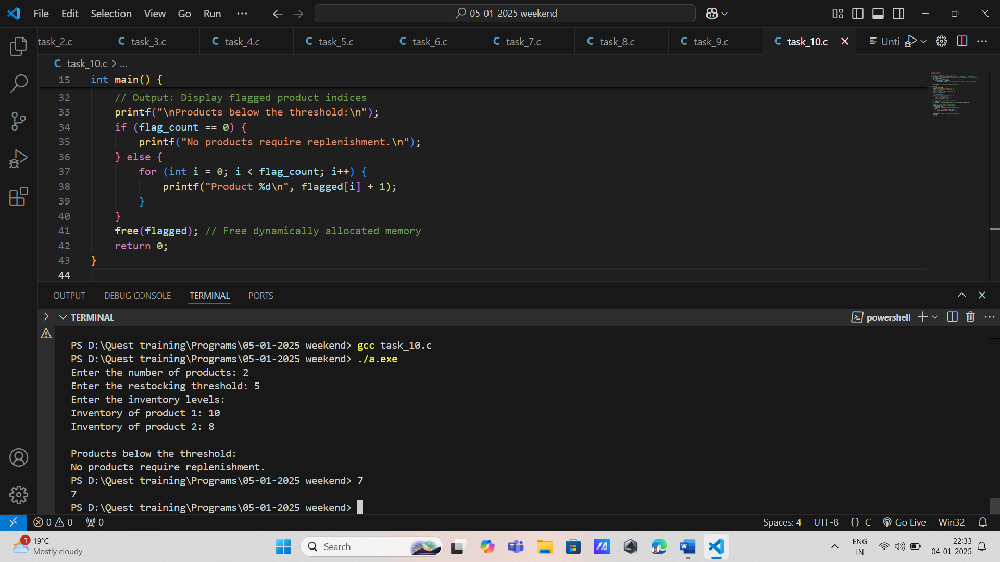 File Edit Selection View Go Run ··· 05-01-2025 weekend
task_2.c C task_3.c C task_4.c C task_5.c C task_6.c C task_7.c C task_8.c C task_9.c C task_10.c Unti
C task_10.c > ...
15 int main() {
32 // Output: Display flagged product indices
33 printf("\nProducts below the threshold:\n");
34 if (flag_count == 0) {
35 printf("No products require replenishment.\n");
36 } else {
37 for (int i = 0; i < flag_count; i++) {
38 printf("Product %d\n", flagged[i] + 1);
39 }
40 }
41 free(flagged); // Free dynamically allocated memory
42 return 0;
43 }
44
OUTPUT DEBUG CONSOLE TERMINAL PORTS
TERMINAL powershell
PS D:\Quest training\Programs\05-01-2025 weekend> gcc task_10.c
PS D:\Quest training\Programs\05-01-2025 weekend> ./a.exe
Enter the number of products: 2
Enter the restocking threshold: 5
Enter the inventory levels:
Inventory of product 1: 10
Inventory of product 2: 8
Products below the threshold:
No products require replenishment.
PS D:\Quest training\Programs\05-01-2025 weekend> 7
7
PS D:\Quest training\Programs\05-01-2025 weekend>
0 0 0 Spaces: 4 UTF-8 {} C Go Live Win32
1 19°C
Mostly cloudy
Search
W
ENG
IN
22:33
04-01-2025